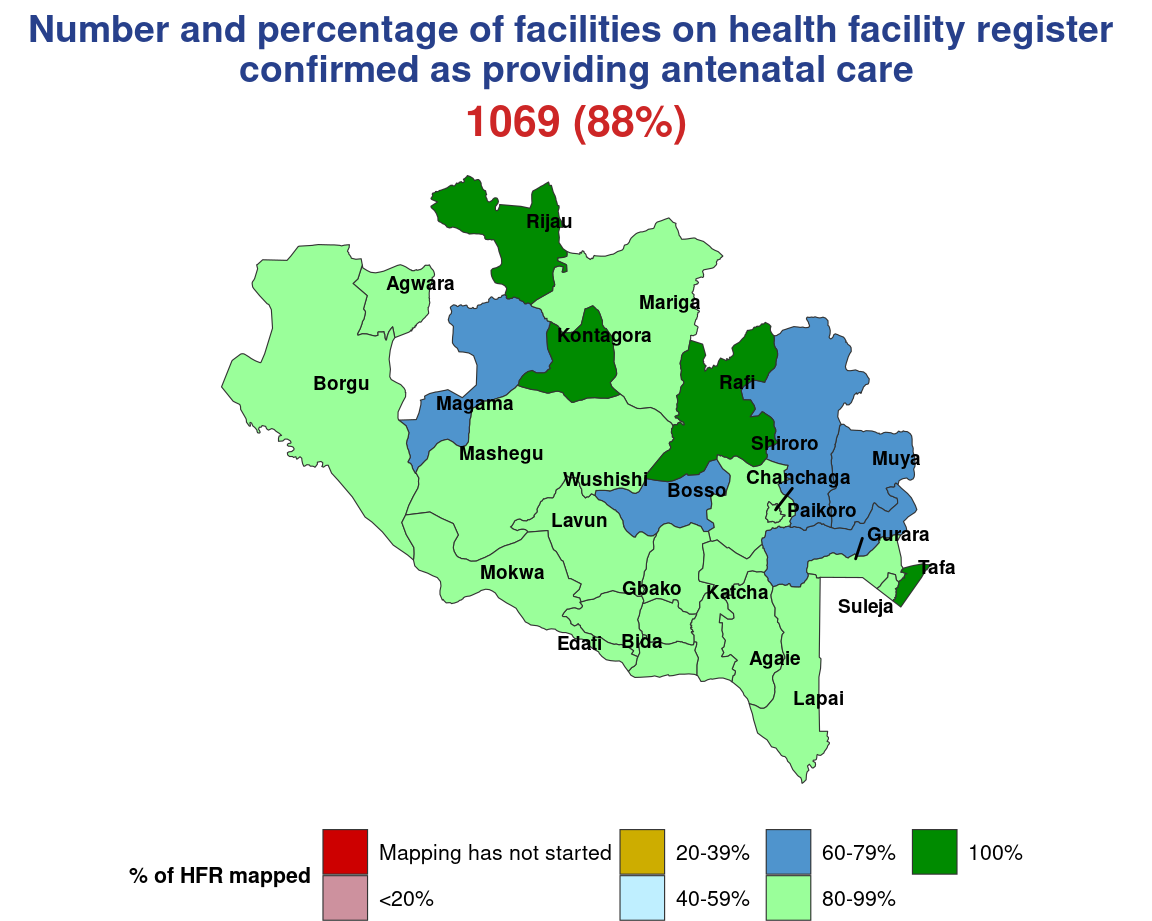 Number and percentage of facilities on health facility register
confirmed as providing antenatal care
1069 (88%)
Rijau
Agwara
Mariga
Kontagora
Borgu
Rafi
Magama
Shiroro
Mashegu
Muya
Wushishi
Chanchaga
Bosso
Paikoro
Lavun
Gurara
Tafa
Mokwa
Gbako
Katcha
Suleja
Edati
Bida
Agaie
Lapai
% of HFR mapped
Mapping has not started
<20%
20-39%
40-59%
60-79%
80-99%
100%